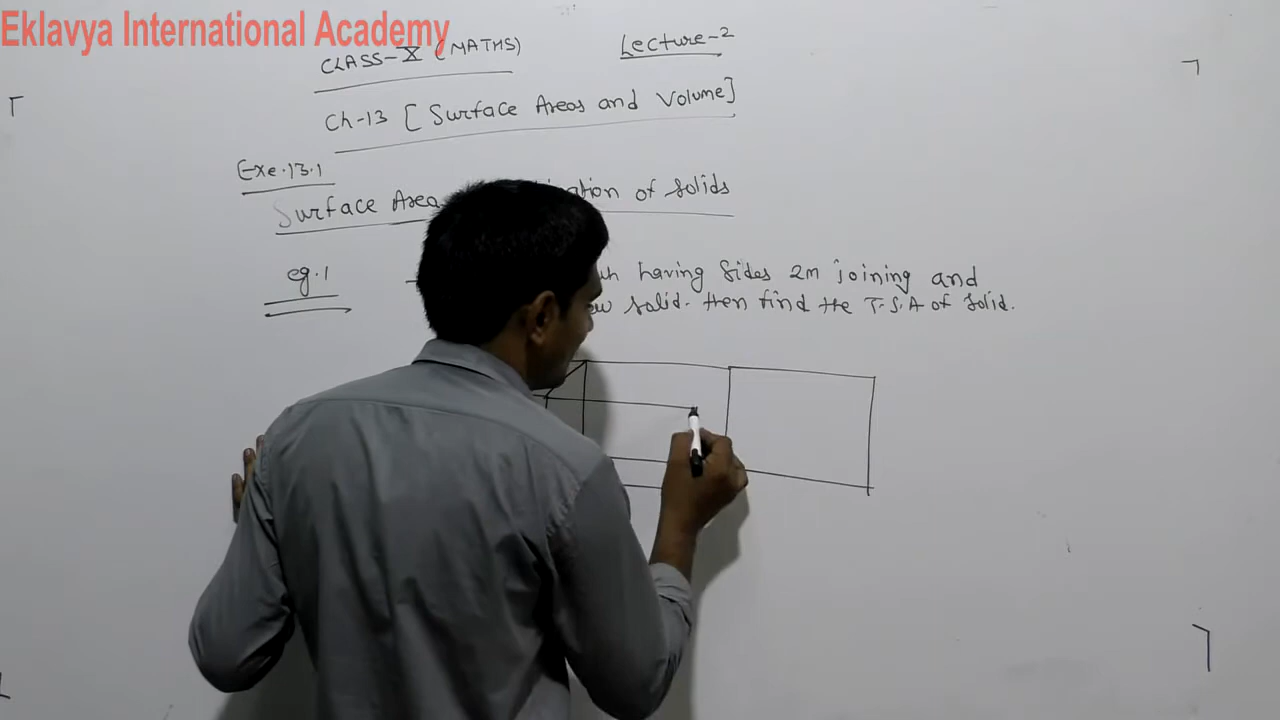 Eklavya International Academy
CLASS-X (MATHS)
Lecture-2
Ch-13 [Surface Areas and Volume]
Exe.13.1
Surface Area of solids
eg.1
having Sides 2m joining and
solid. then find the T.S.A of Solid.